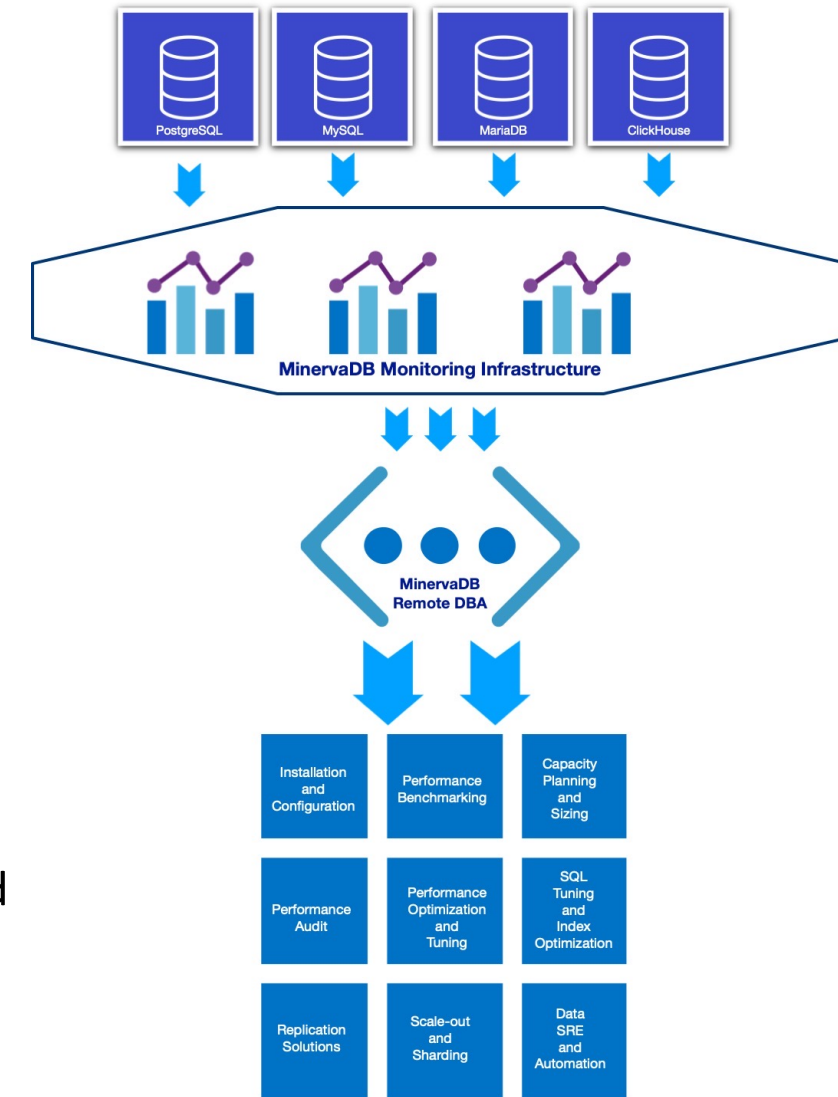 PostgreSQL
MySQL
MariaDB
ClickHouse
MinervaDB Monitoring Infrastructure
MinervaDB
Remote DBA
Installation
and
Configuration
Performance
Benchmarking
Capacity
Planning
and
Sizing
Performance
Audit
Performance
Optimization
and
Tuning
SQL
Tuning
and
Index
Optimization
Replication
Solutions
Scale-out
and
Sharding
Data
SRE
and
Automation